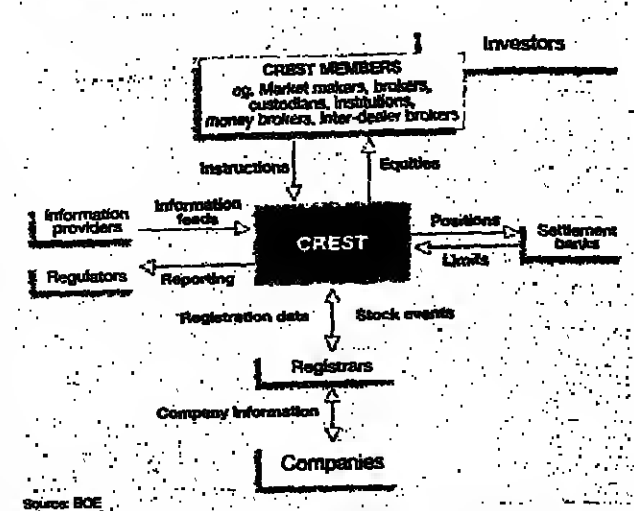 Investors
CREST MEMBERS
eg, Market makers, brokers,
custodians, institutions,
money brokers, inter-dealer brokers
Instructions
Equities
Information
providers
Information
feeds
CREST
Positions
Limits
Settlement
banks
Regulators
Reporting
Registration data
Stock events
Registrars
Company information
Companies
Source: BOE